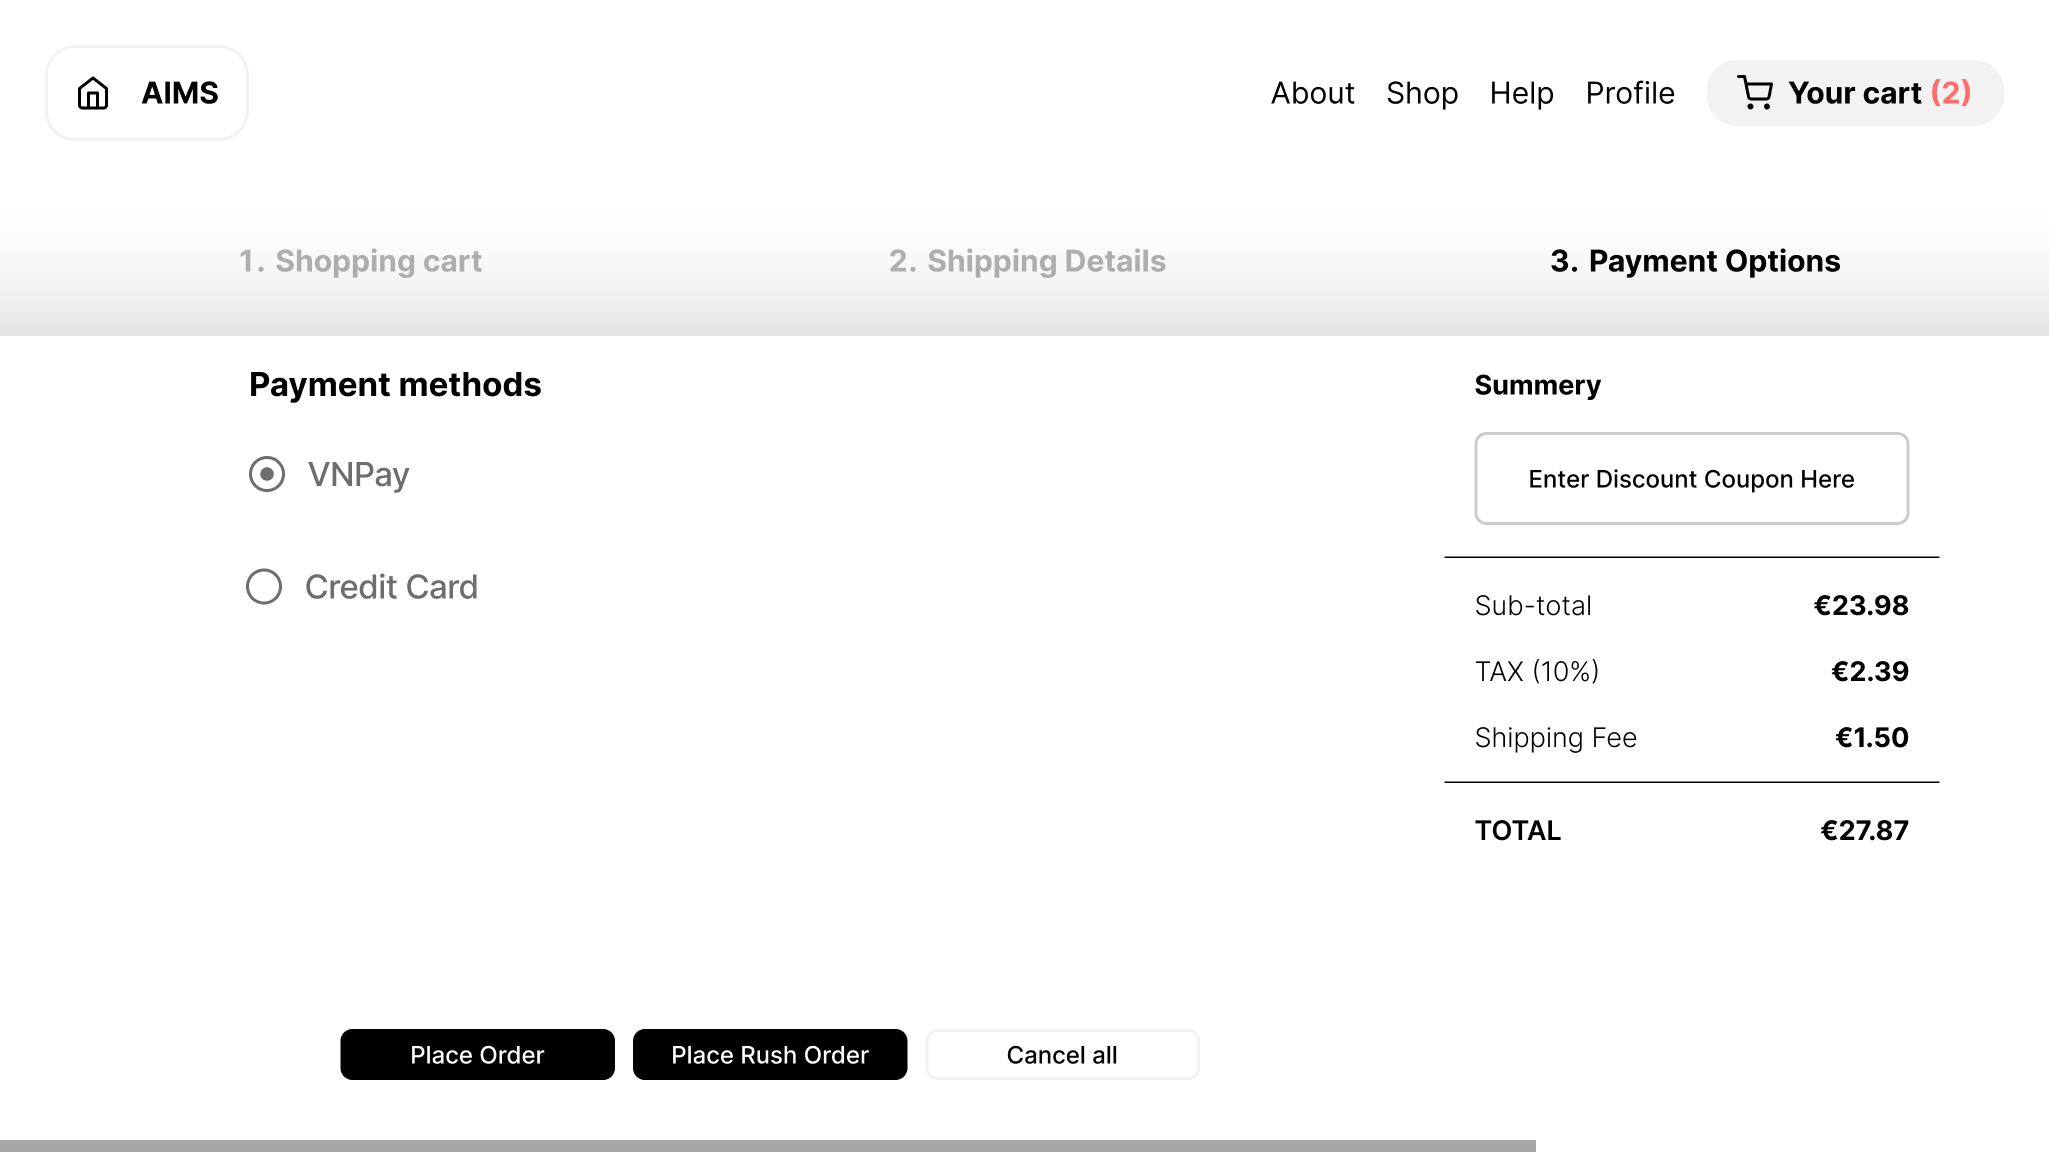 AIMS
About Shop Help Profile Your cart (2)
1. Shopping cart
2. Shipping Details
3. Payment Options
Payment methods
VNPay
Credit Card
Summery
Enter Discount Coupon Here
Sub-total €23.98
TAX (10%) €2.39
Shipping Fee €1.50
TOTAL €27.87
Place Order
Place Rush Order
Cancel all